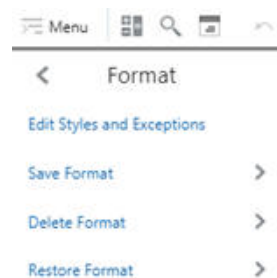 Menu
Format
Edit Styles and Exceptions
Save Format
Delete Format
Restore Format